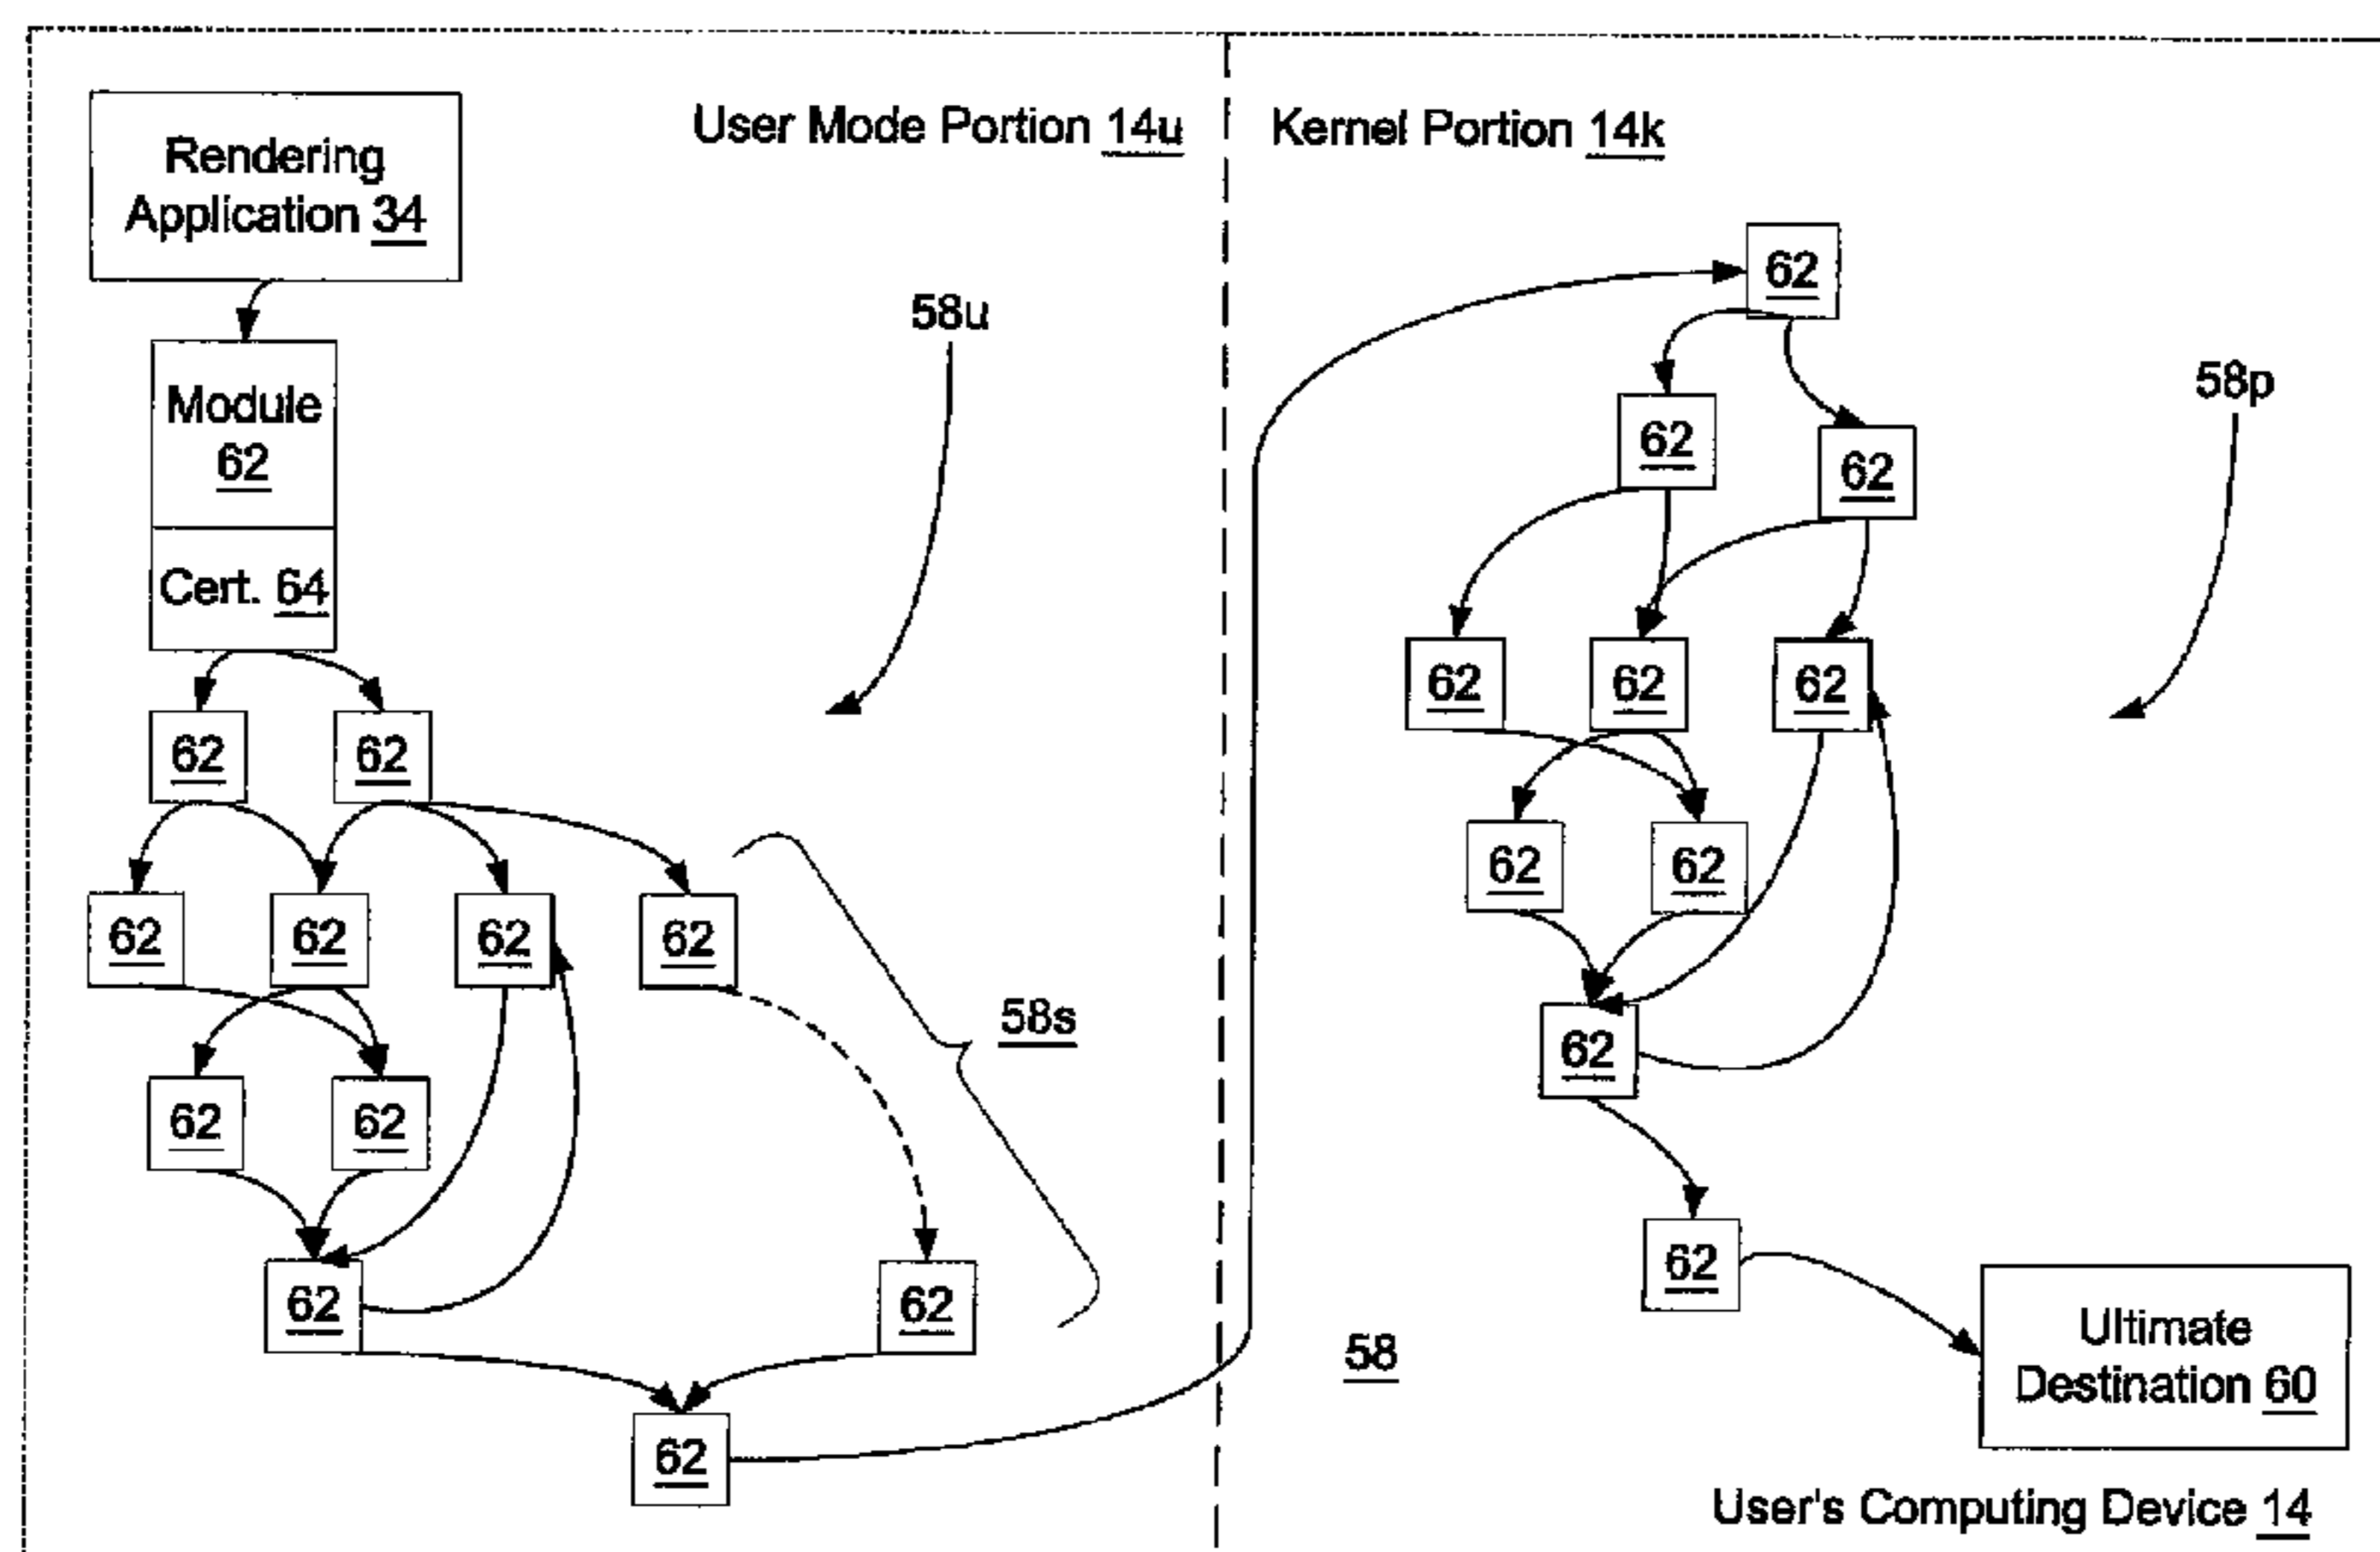 User Mode Portion 14u
Kernel Portion 14k
Rendering
Application 34
62
58u
58p
Module
62
62
62
Cert. 64
62
62
62
62
62
62
62
62
62
62
62
58s
62
62
62
62
62
62
58
Ultimate
Destination 60
62
User's Computing Device 14